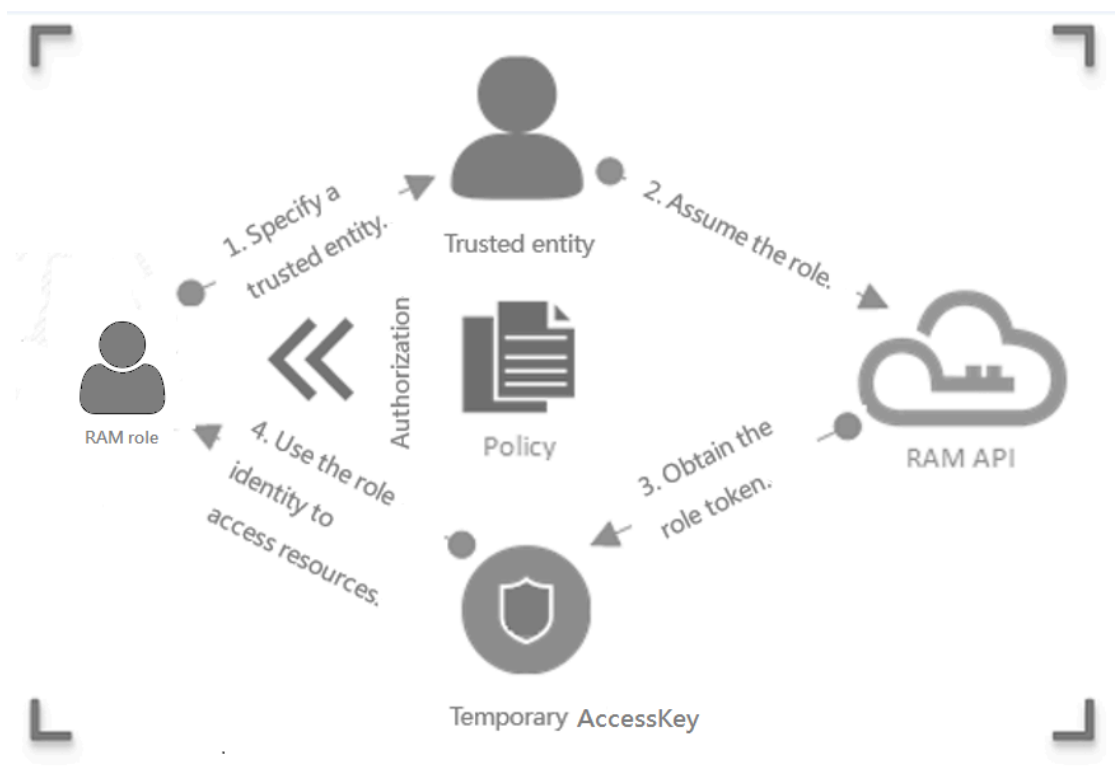 1. Specify a
trusted entity.
Trusted entity
2. Assume the role.
RAM role
Authorization
Policy
RAM API
3. Obtain the
role token.
4. Use the role
identity to
access resources.
Temporary AccessKey